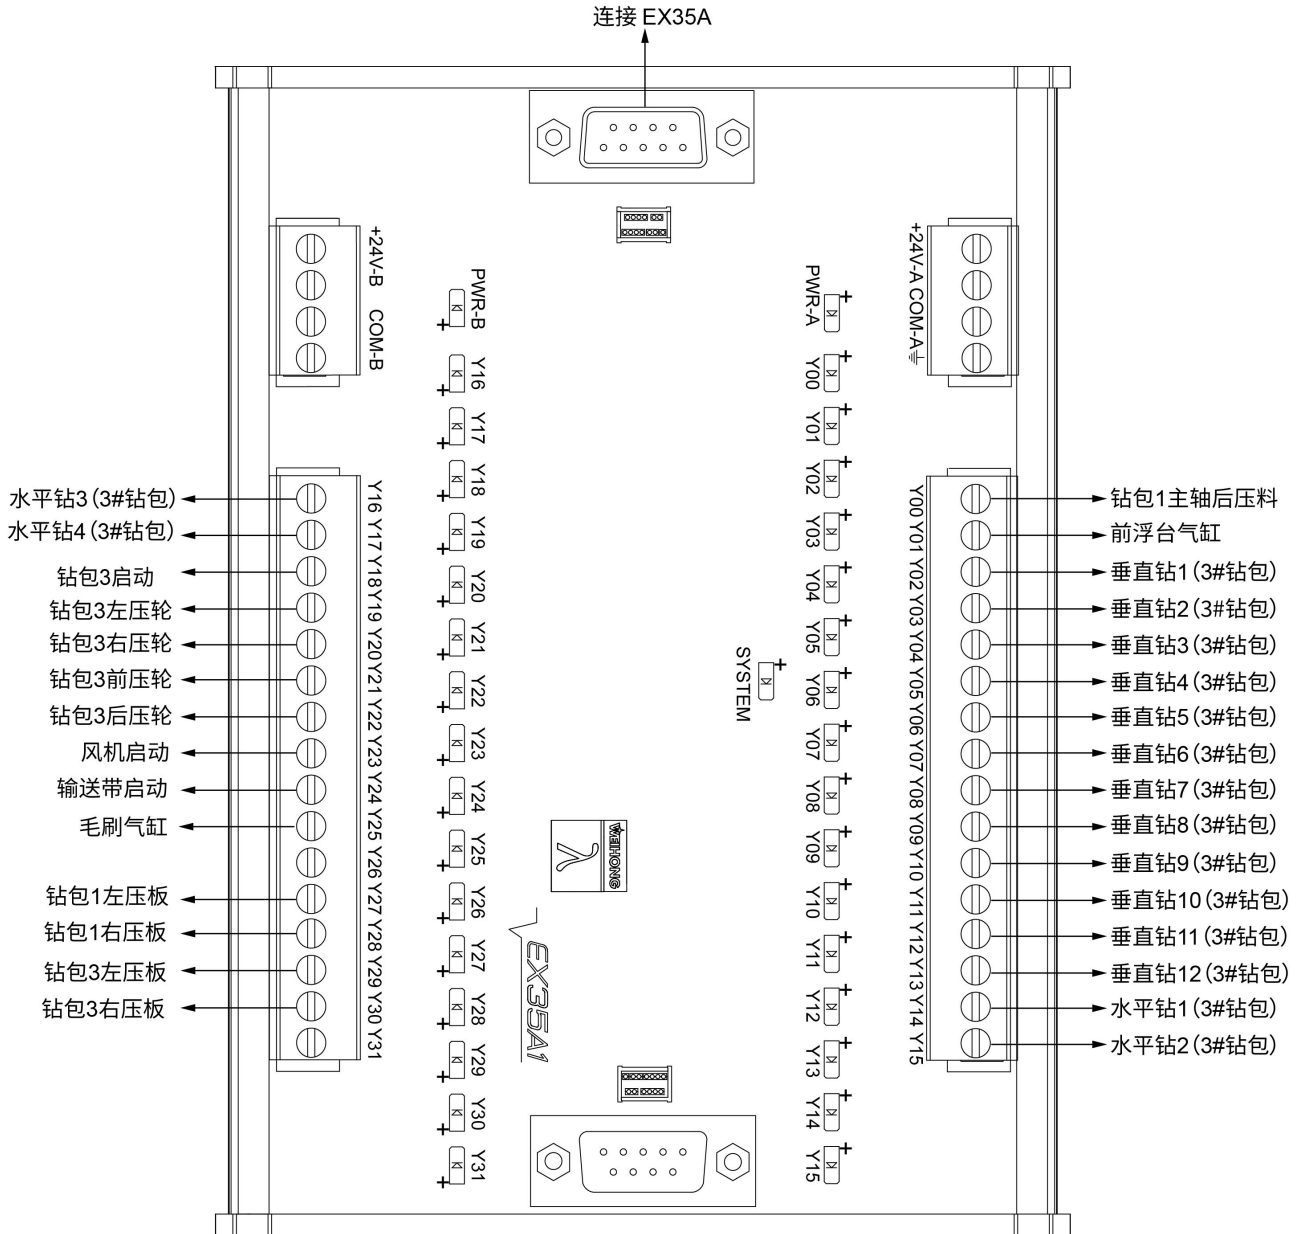 连接 EX35A
+24V-B COM-B
PWR-B
PWR-A
+24V-A COM-A
Y16
Y17
Y18
Y19
Y20
Y21
Y22
Y23
Y24
Y25
Y26
Y27
Y28
Y29
Y30
Y31
Y00
Y01
Y02
Y03
Y04
Y05
Y06
Y07
Y08
Y09
Y10
Y11
Y12
Y13
Y14
Y15
SYSTEM
水平钻3(3#钻包)
水平钻4(3#钻包)
钻包3启动
钻包3左压轮
钻包3右压轮
钻包3前压轮
钻包3后压轮
风机启动
输送带启动
毛刷气缸
钻包1左压板
钻包1右压板
钻包3左压板
钻包3右压板
Y16 Y17 Y18 Y19 Y20 Y21 Y22 Y23 Y24 Y25 Y26 Y27 Y28 Y29 Y30 Y31
WEIHONG
EX35A1
Y00 Y01 Y02 Y03 Y04 Y05 Y06 Y07 Y08 Y09 Y10 Y11 Y12 Y13 Y14 Y15
钻包1主轴后压料
前浮台气缸
垂直钻1(3#钻包)
垂直钻2(3#钻包)
垂直钻3(3#钻包)
垂直钻4(3#钻包)
垂直钻5(3#钻包)
垂直钻6(3#钻包)
垂直钻7(3#钻包)
垂直钻8(3#钻包)
垂直钻9(3#钻包)
垂直钻10(3#钻包)
垂直钻11(3#钻包)
垂直钻12(3#钻包)
水平钻1(3#钻包)
水平钻2(3#钻包)